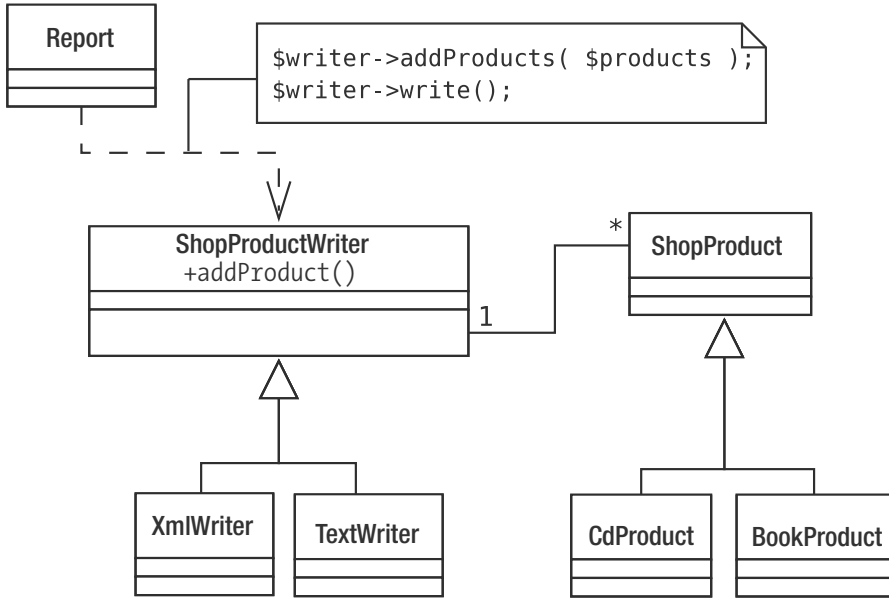 Report
$writer->addProducts( $products );
$writer->write();
ShopProductWriter
+addProduct()
*
ShopProduct
1
XmlWriter
TextWriter
CdProduct
BookProduct